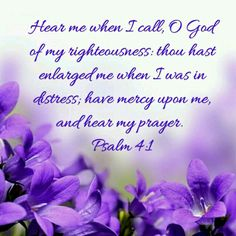 Hear me when I call, O God
of my righteousness: thou hast
enlarged me when I was in
distress; have mercy upon me,
and hear my prayer.
Psalm 4:1